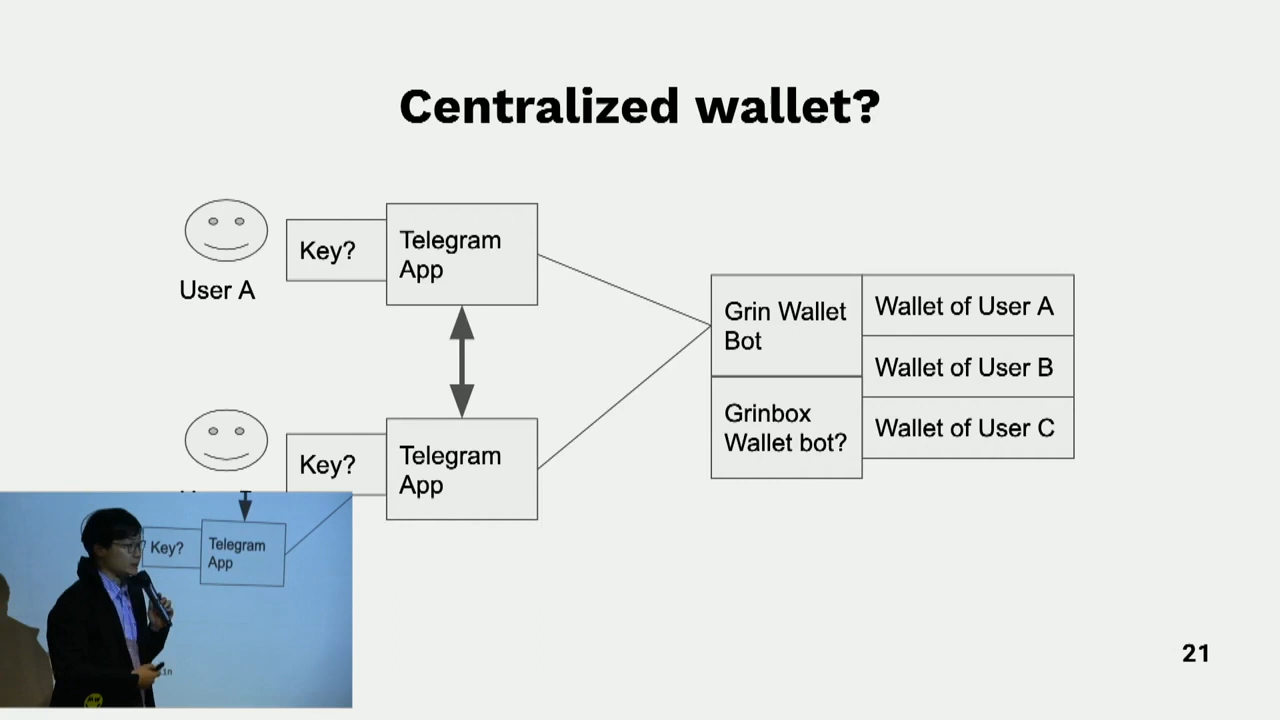 Centralized wallet?
Key?
Telegram
App
User A
Grin Wallet
Bot
Wallet of User A
Wallet of User B
Grinbox
Wallet bot?
Wallet of User C
Key?
Telegram
App
Key?
Telegram
App
21